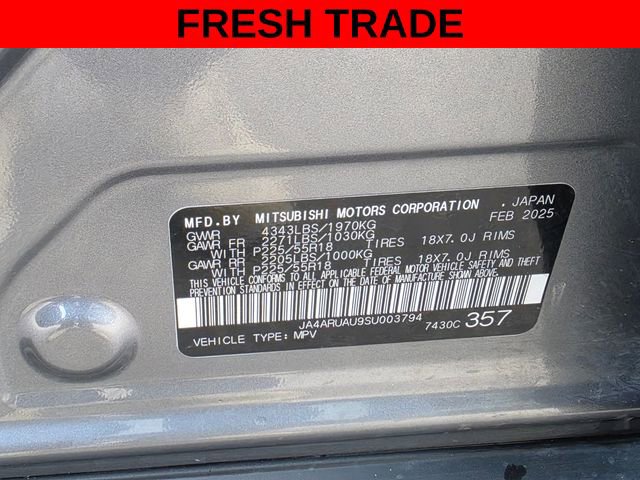 FRESH TRADE
MFD.BY MITSUBISHI MOTORS CORPORATION . JAPAN
FEB 2025
GVWR 4343LBS/1970KG
GAWR FR 2271LBS/1030KG
WITH P225/55R18 TIRES 18X7.0J RIMS
GAWR RR 2205LBS/1000KG
WITH P225/55R18 TIRES 18X7.0J RIMS
THIS VEHICLE CONFORMS TO ALL APPLICABLE FEDERAL MOTOR VEHICLE SAFETY AND THEFT
PREVENTION STANDARDS IN EFFECT ON THE DATE OF MANUFACTURE SHOWN ABOVE.
JA4ARUAU9SU003794 7430C 357
VEHICLE TYPE: MPV